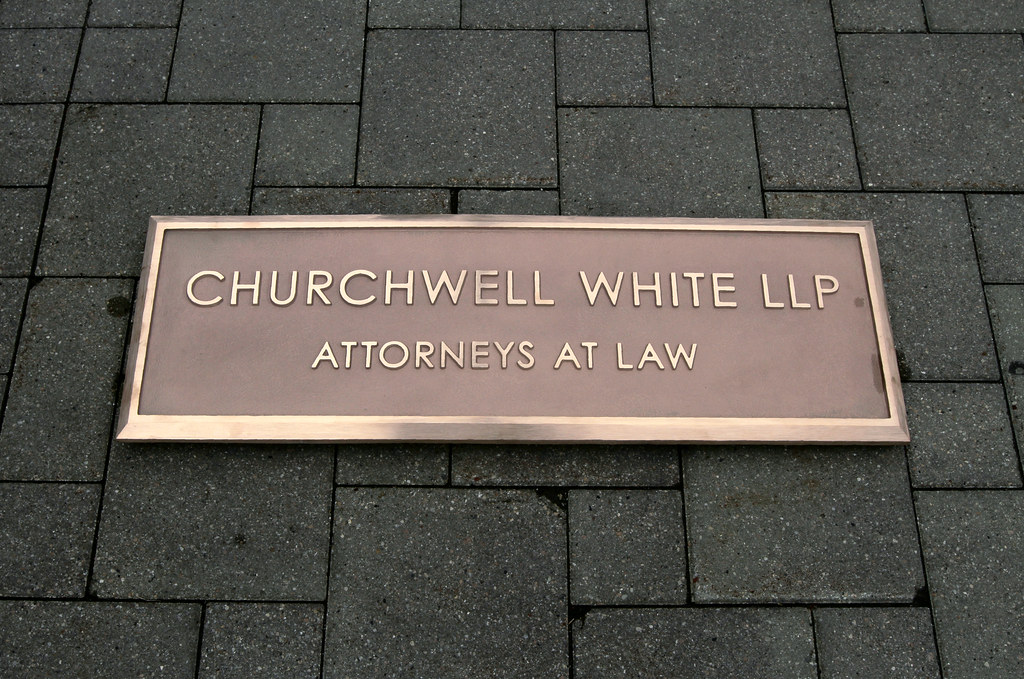 CHURCHWELL WHITE LLP
ATTORNEYS AT LAW